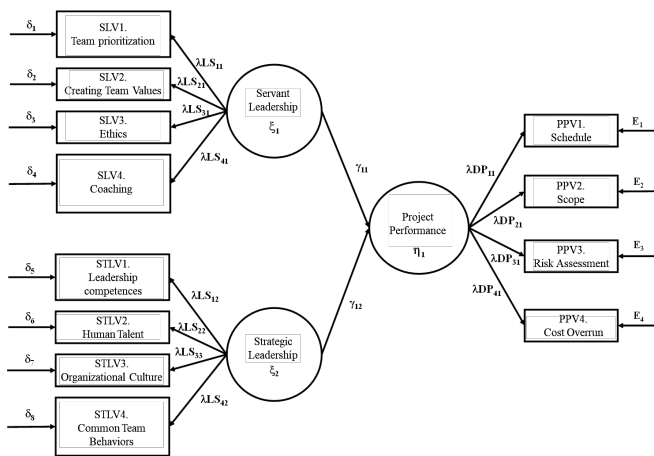 δ1
SLV1.
Team prioritization
δ2
SLV2.
Creating Team Values
δ3
SLV3.
Ethics
δ4
SLV4.
Coaching
λLS11
λLS21
λLS31
λLS41
Servant
Leadership
ξ1
δ5
STLV1.
Leadership
competences
δ6
STLV2.
Human Talent
δ7
STLV3.
Organizational Culture
δ8
STLV4.
Common Team
Behaviors
λLS12
λLS22
λLS33
λLS42
Strategic
Leadership
ξ2
γ11
γ12
Project
Performance
η1
λDP11
λDP21
λDP31
λDP41
PPV1.
Schedule
E1
PPV2.
Scope
E2
PPV3.
Risk Assessment
E3
PPV4.
Cost Overrun
E4